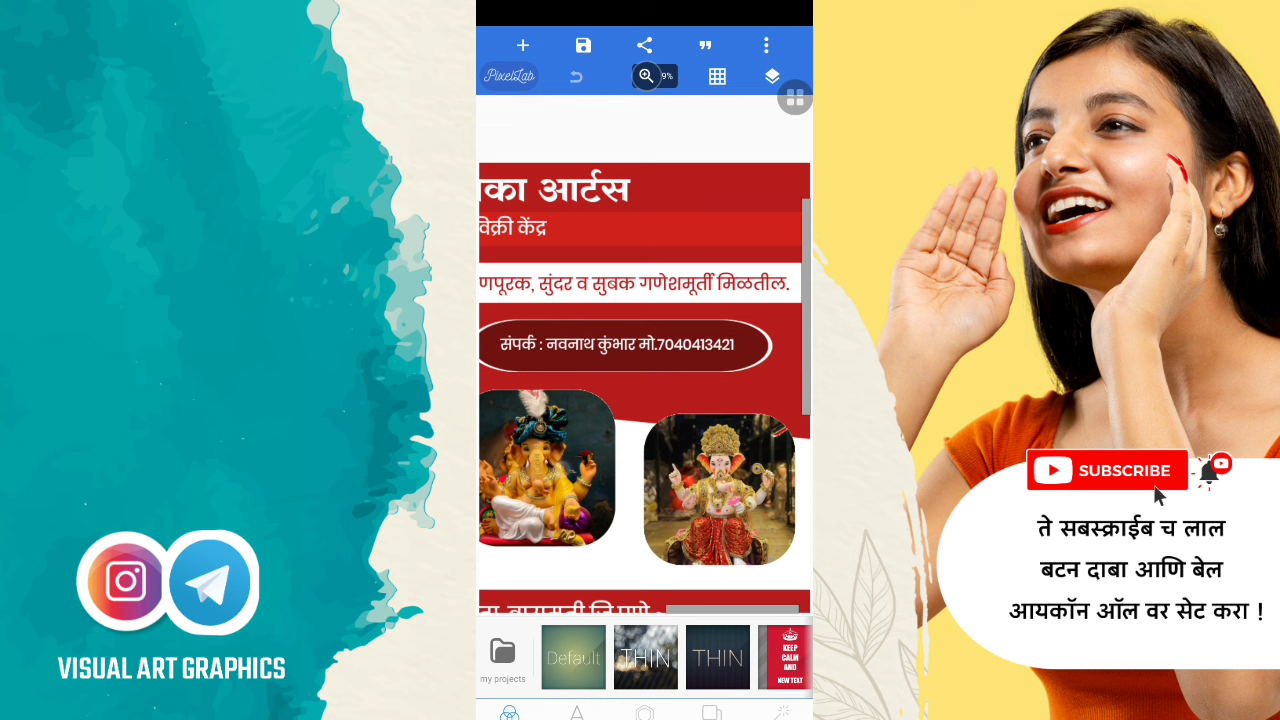 PixelLab
9%
का आर्टस
विक्री केंद्र
णपूरक, सुंदर व सुबक गणेशमूर्ती मिळतील.
संपर्क : नवनाथ कुंभार मो.7040413421
my projects
Default
THIN
THIN
KEEP
CALM
AND
NEW TEXT
VISUAL ART GRAPHICS
SUBSCRIBE
ते सबस्क्राईब च लाल
बटन दाबा आणि बेल
आयकॉन ऑल वर सेट करा !